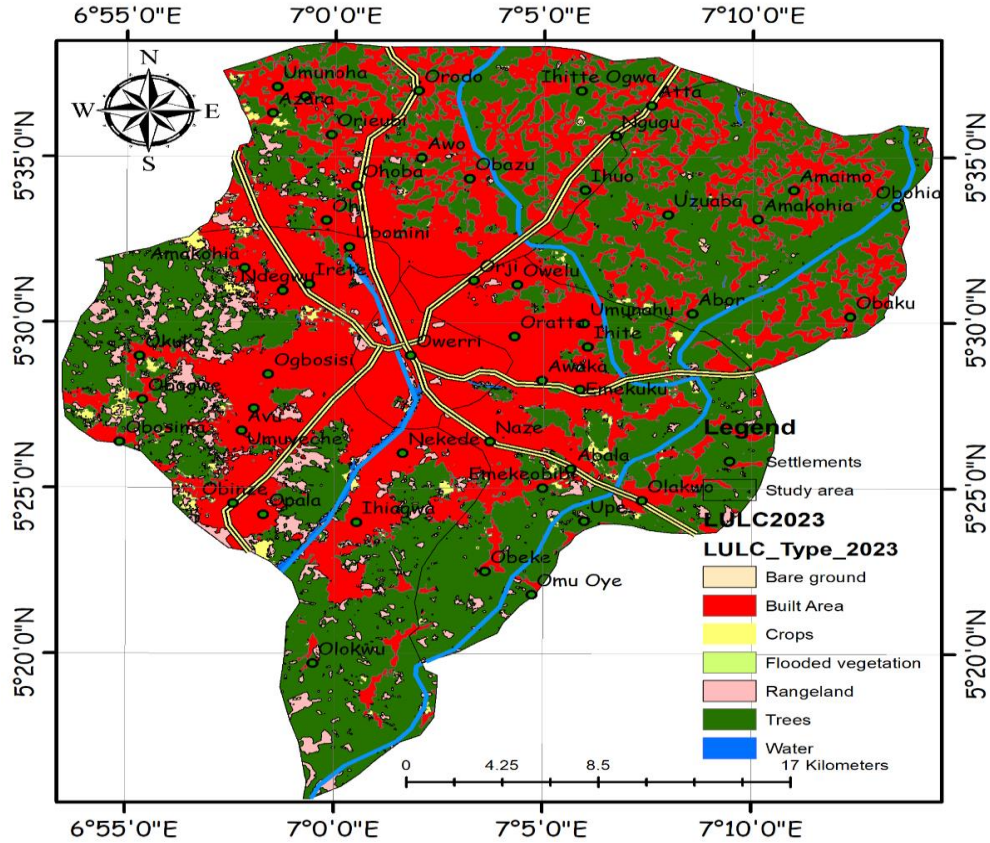 6°55'0"E 7°0'0"E 7°5'0"E 7°10'0"E
N
W E
S
5°35'0"N
5°30'0"N
5°25'0"N
5°20'0"N
5°35'0"N
5°30'0"N
5°25'0"N
5°20'0"N
Umunoha
Orodo
Ihitte Ogwa
Azara
Atta
Orieubi
Ngugu
Awo
Obazu
Ohoba
Ihuo
Amaimo
Obohia
Uzuaba
Amakohia
Ohi
Ubomini
Amakohia
Ndegwu
Irete
Orji
Owelu
Abor
Umunahu
Obaku
Oratta
Ihite
Okuku
Ogbosisi
Owerri
Awaka
Emekuku
Obogwe
Avu
Obosima
Umuveohe
Nekede
Naze
Abala
Emekeobibi
Obinze
Opala
Ihiagwa
Olakwo
Upe
Obeke
Omu Oye
Olokwu
Legend
Settlements
Study area
LULC2023
LULC_Type_2023
Bare ground
Built Area
Crops
Flooded vegetation
Rangeland
Trees
Water
0 4.25 8.5 17 Kilometers
6°55'0"E 7°0'0"E 7°5'0"E 7°10'0"E